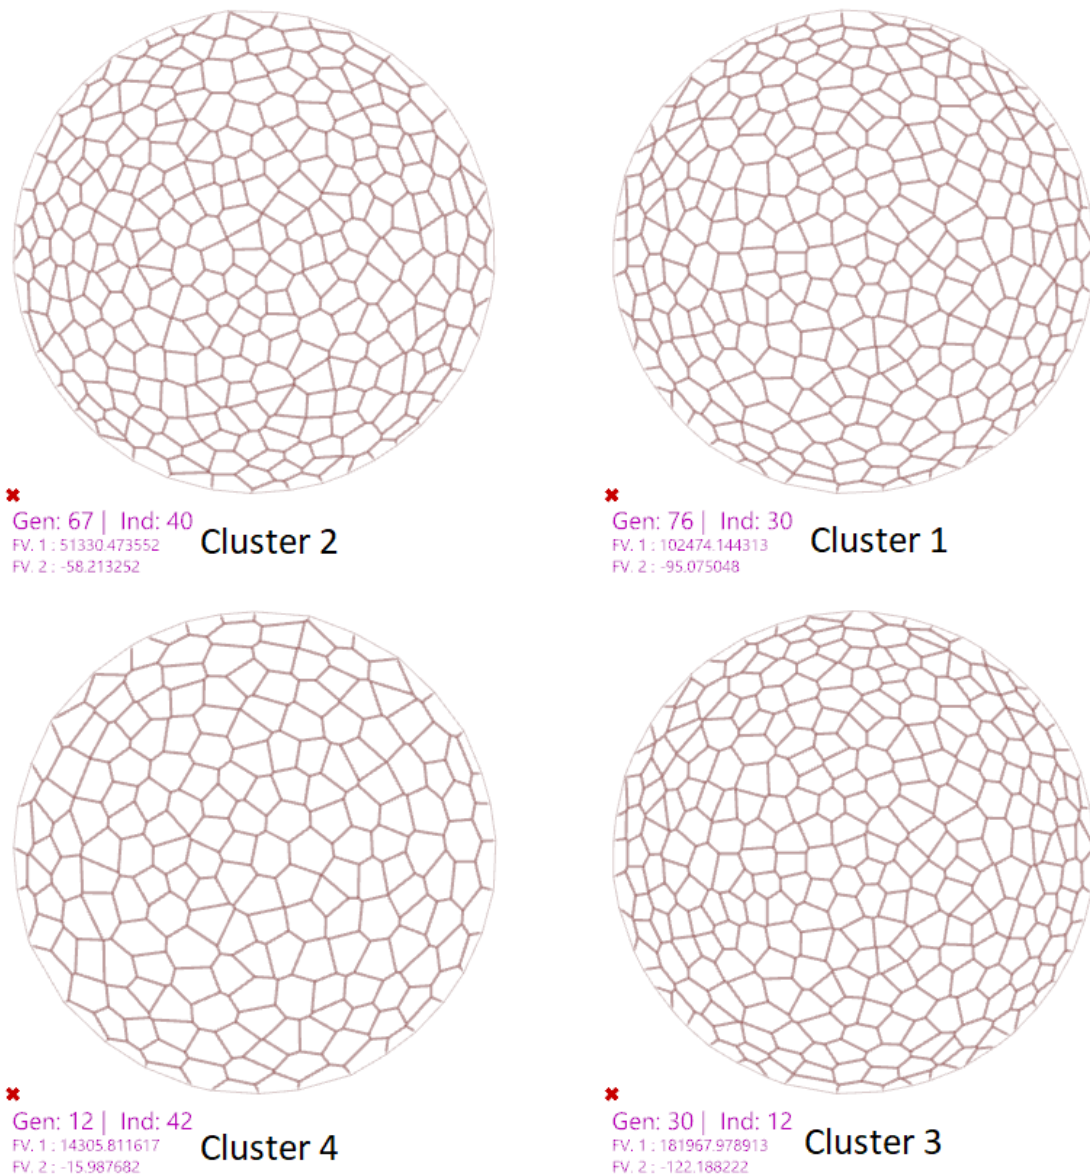 Gen: 67 | Ind: 40
FV. 1 : 51330.473552
FV. 2 : -58.213252
Cluster 2
Gen: 76 | Ind: 30
FV. 1 : 102474.144313
FV. 2 : -95.075048
Cluster 1
Gen: 12 | Ind: 42
FV. 1 : 14305.811617
FV. 2 : -15.987682
Cluster 4
Gen: 30 | Ind: 12
FV. 1 : 181967.978913
FV. 2 : -122.188222
Cluster 3